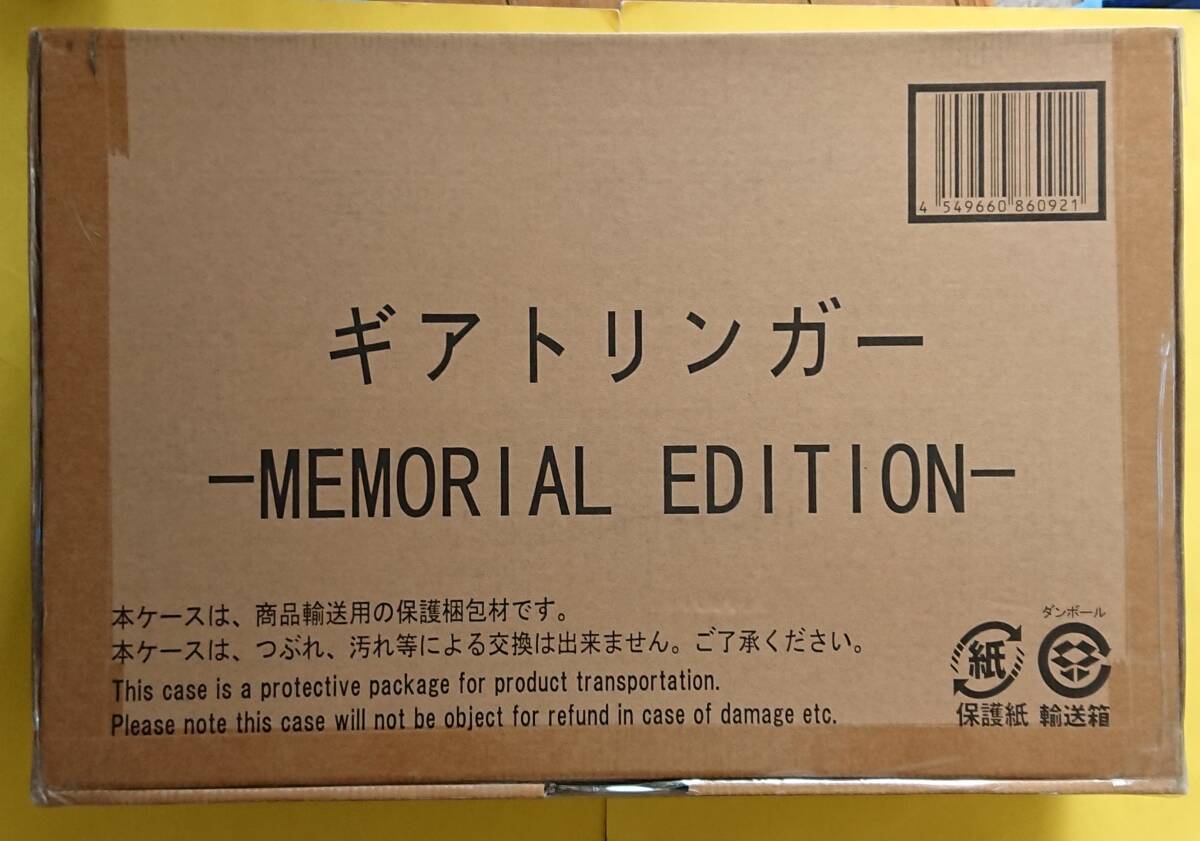 4 549660 860921
ギアトリンガー
-MEMORIAL EDITION-
本ケースは、商品輸送用の保護梱包材です。
本ケースは、つぶれ、汚れ等による交換は出来ません。ご了承ください。
This case is a protective package for product transportation.
Please note this case will not be object for refund in case of damage etc.
紙
保護紙
ダンボール
輸送箱